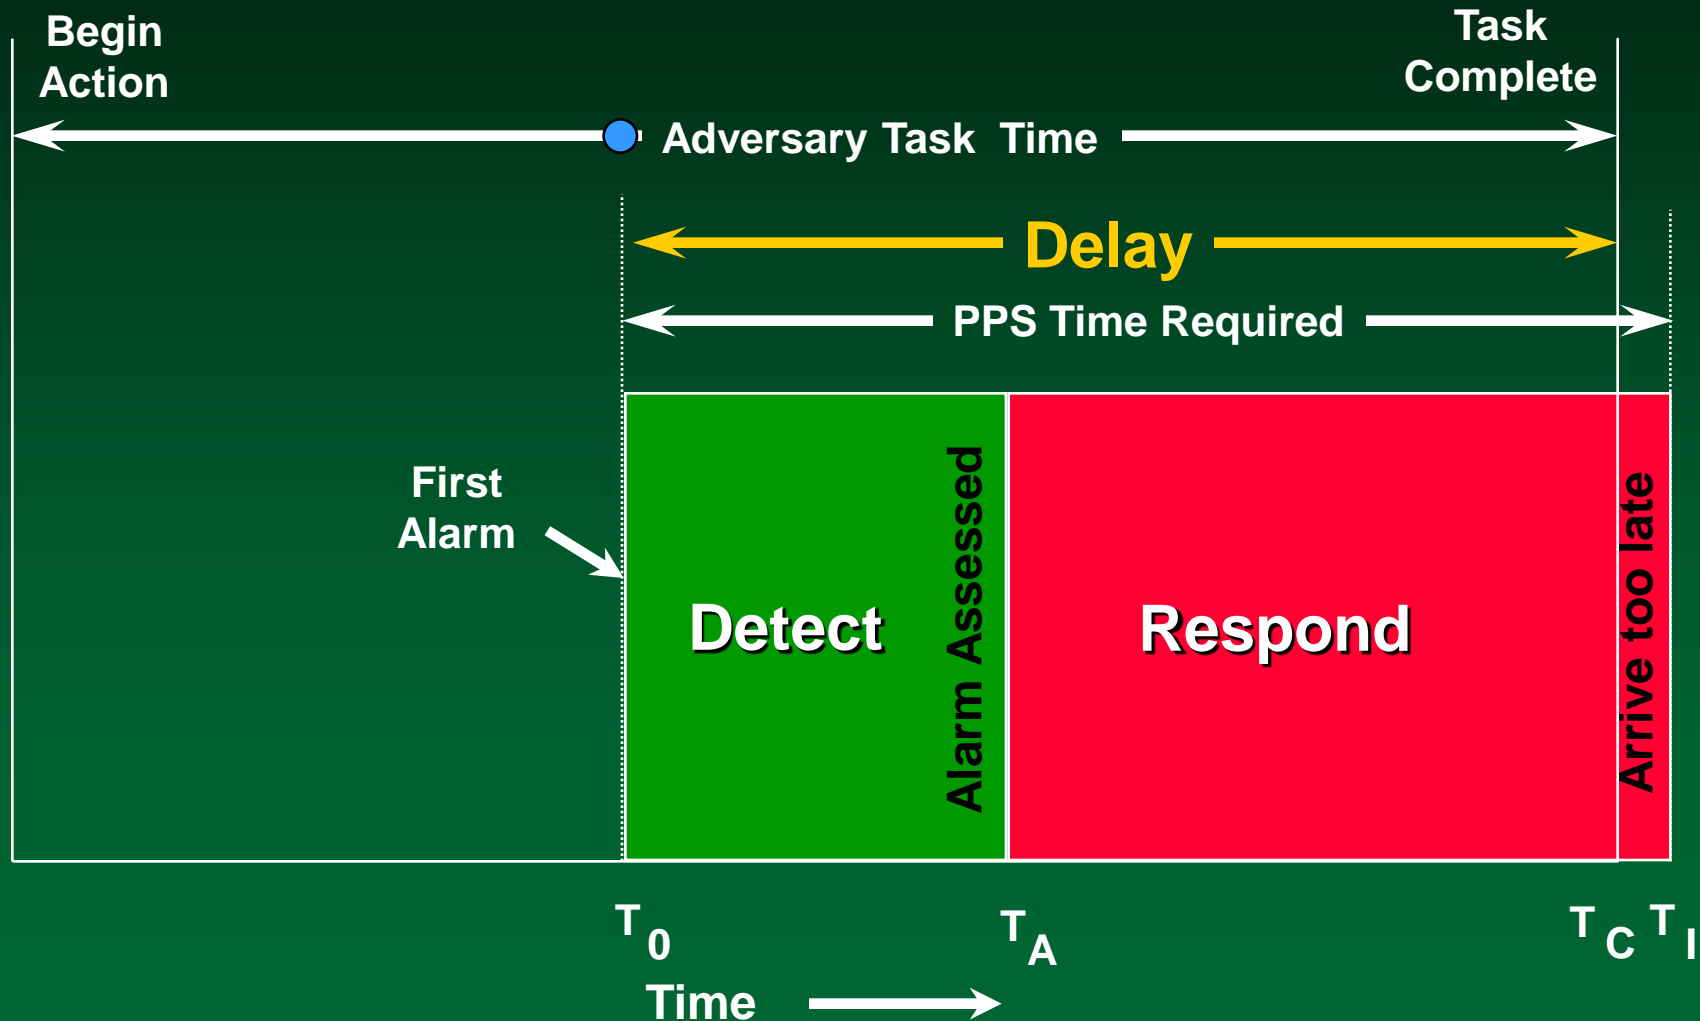 Begin
Action
Task
Complete
Adversary Task Time
Delay
PPS Time Required
First
Alarm
Detect
Alarm Assessed
Respond
Arrive too late
T0
TA
TC
TI
Time